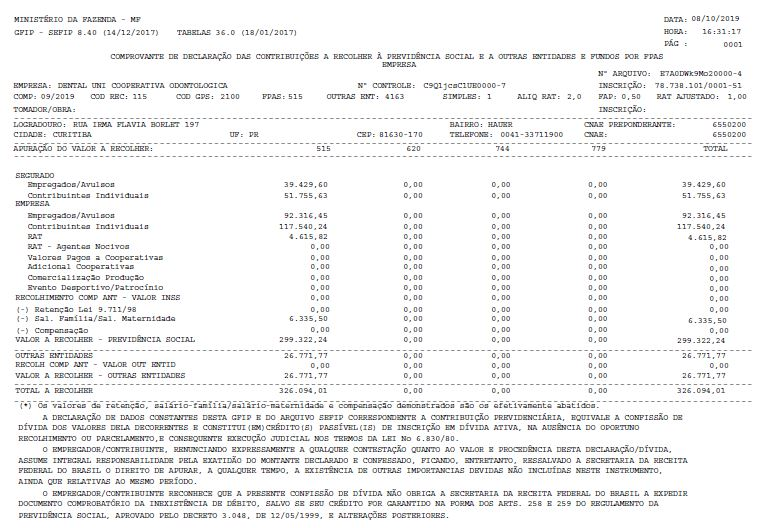 MINISTÉRIO DA FAZENDA - MF DATA: 08/10/2019
GFIP - SEFIP 8.40 (14/12/2017) TABELAS 36.0 (18/01/2017) HORA: 16:31:17
PÁG : 0001
COMPROVANTE DE DECLARAÇÃO DAS CONTRIBUIÇÕES A RECOLHER À PREVIDÊNCIA SOCIAL E A OUTRAS ENTIDADES E FUNDOS POR FPAS
EMPRESA
Nº ARQUIVO: E7A0DWk9Mo20000-4
EMPRESA: DENTAL UNI COOPERATIVA ODONTOLOGICA Nº CONTROLE: C9Q1jcsC1UE0000-7 INSCRIÇÃO: 78.738.101/0001-51
COMP: 09/2019 COD REC: 115 COD GPS: 2100 FPAS: 515 OUTRAS ENT: 4163 SIMPLES: 1 ALIQ RAT: 2,0 FAP: 0,50 RAT AJUSTADO: 1,00
TOMADOR/OBRA: INSCRIÇÃO:
LOGRADOURO: RUA IRMA FLAVIA BORLET 197 BAIRRO: HAUER CNAE PREPONDERANTE: 6550200
CIDADE: CURITIBA UF: PR CEP: 81630-170 TELEFONE: 0041-33711900 CNAE: 6550200
APURAÇÃO DO VALOR A RECOLHER: 515 620 744 779 TOTAL
SEGURADO
Empregados/Avulsos 39.429,60 0,00 0,00 0,00 39.429,60
Contribuintes Individuais 51.755,63 0,00 0,00 0,00 51.755,63
EMPRESA
Empregados/Avulsos 92.316,45 0,00 0,00 0,00 92.316,45
Contribuintes Individuais 117.540,24 0,00 0,00 0,00 117.540,24
RAT 4.615,82 0,00 0,00 0,00 4.615,82
RAT - Agentes Nocivos 0,00 0,00 0,00 0,00 0,00
Valores Pagos a Cooperativas 0,00 0,00 0,00 0,00 0,00
Adicional Cooperativas 0,00 0,00 0,00 0,00 0,00
Comercialização Produção 0,00 0,00 0,00 0,00 0,00
Evento Desportivo/Patrocínio 0,00 0,00 0,00 0,00 0,00
RECOLHIMENTO COMP ANT - VALOR INSS 0,00 0,00 0,00 0,00 0,00
(-) Retenção Lei 9.711/98 0,00 0,00 0,00 0,00 0,00
(-) Sal. Família/Sal. Maternidade 6.335,50 0,00 0,00 0,00 6.335,50
(-) Compensação 0,00 0,00 0,00 0,00 0,00
VALOR A RECOLHER - PREVIDÊNCIA SOCIAL 299.322,24 0,00 0,00 0,00 299.322,24
OUTRAS ENTIDADES 26.771,77 0,00 0,00 0,00 26.771,77
RECOLH COMP ANT - VALOR OUT ENTID 0,00 0,00 0,00 0,00 0,00
VALOR A RECOLHER - OUTRAS ENTIDADES 26.771,77 0,00 0,00 0,00 26.771,77
TOTAL A RECOLHER 326.094,01 0,00 0,00 0,00 326.094,01
(*) Os valores de retenção, salário-família/salário-maternidade e compensação demonstrados são os efetivamente abatidos.
A DECLARAÇÃO DE DADOS CONSTANTES DESTA GFIP E DO ARQUIVO SEFIP CORRESPONDENTE A CONTRIBUIÇÃO PREVIDENCIÁRIA, EQUIVALE A CONFISSÃO DE
DÍVIDA DOS VALORES DELA DECORRENTES E CONSTITUI(EM)CRÉDITO(S) PASSÍVEL(IS) DE INSCRIÇÃO EM DÍVIDA ATIVA, NA AUSÊNCIA DO OPORTUNO
RECOLHIMENTO OU PARCELAMENTO,E CONSEQUENTE EXECUÇÃO JUDICIAL NOS TERMOS DA LEI No 6.830/80.
O EMPREGADOR/CONTRIBUINTE, RENUNCIANDO EXPRESSAMENTE A QUALQUER CONTESTAÇÃO QUANTO AO VALOR E PROCEDÊNCIA DESTA DECLARAÇÃO/DÍVIDA,
ASSUME INTEGRAL RESPONSABILIDADE PELA EXATIDÃO DO MONTANTE DECLARADO E CONFESSADO, FICANDO, ENTRETANTO, RESSALVADO A SECRETARIA DA RECEITA
FEDERAL DO BRASIL O DIREITO DE APURAR, A QUALQUER TEMPO, A EXISTÊNCIA DE OUTRAS IMPORTANCIAS DEVIDAS NÃO INCLUÍDAS NESTE INSTRUMENTO,
AINDA QUE RELATIVAS AO MESMO PERÍODO.
O EMPREGADOR/CONTRIBUINTE RECONHECE QUE A PRESENTE CONFISSÃO DE DÍVIDA NÃO OBRIGA A SECRETARIA DA RECEITA FEDERAL DO BRASIL A EXPEDIR
DOCUMENTO COMPROBATÓRIO DA INEXISTÊNCIA DE DÉBITO, SALVO SE SEU CRÉDITO FOR GARANTIDO NA FORMA DOS ARTS. 258 E 259 DO REGULAMENTO DA
PREVIDÊNCIA SOCIAL, APROVADO PELO DECRETO 3.048, DE 12/05/1999, E ALTERAÇÕES POSTERIORES.